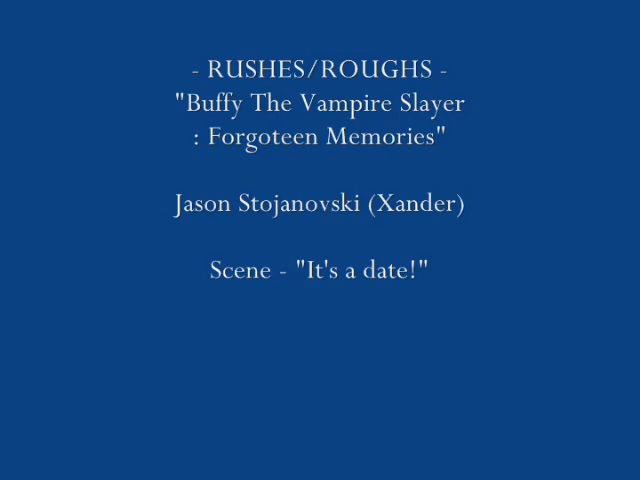 - RUSHES/ROUGHS -
"Buffy The Vampire Slayer
: Forgoteen Memories"
Jason Stojanovski (Xander)
Scene - "It's a date!"